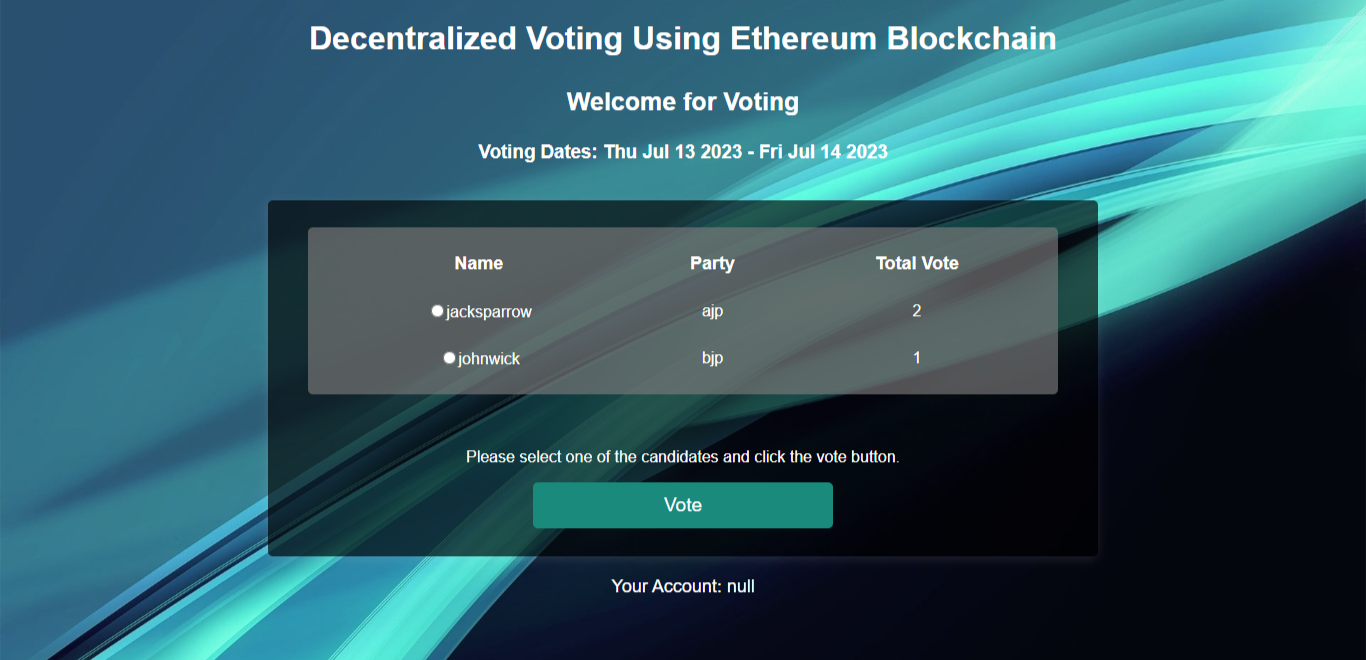 Decentralized Voting Using Ethereum Blockchain
Welcome for Voting
Voting Dates: Thu Jul 13 2023 - Fri Jul 14 2023
Name Party Total Vote
jacksparrow ajp 2
johnwick bjp 1
Please select one of the candidates and click the vote button.
Vote
Your Account: null